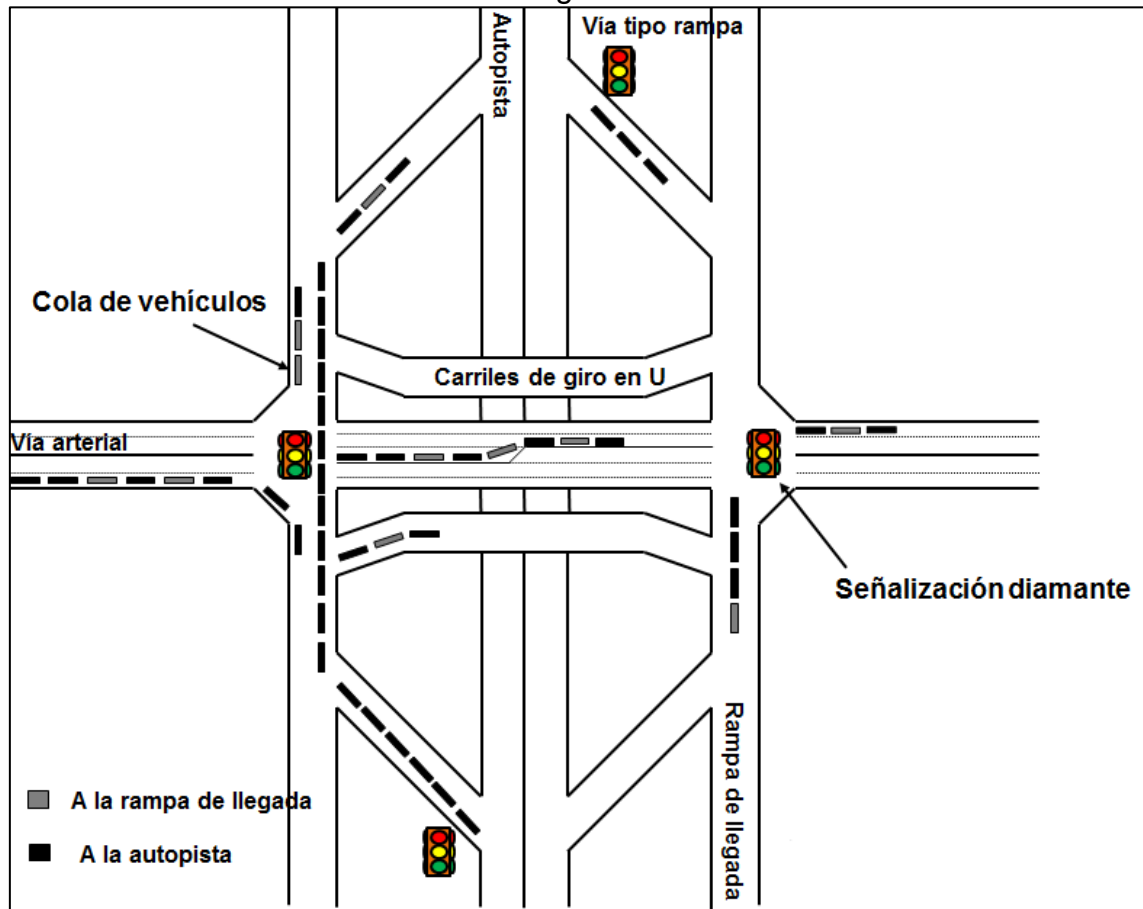 Vía tipo rampa
Autopista
Cola de vehículos
Carriles de giro en U
Vía arterial
Señalización diamante
Rampa de llegada
A la rampa de llegada
A la autopista